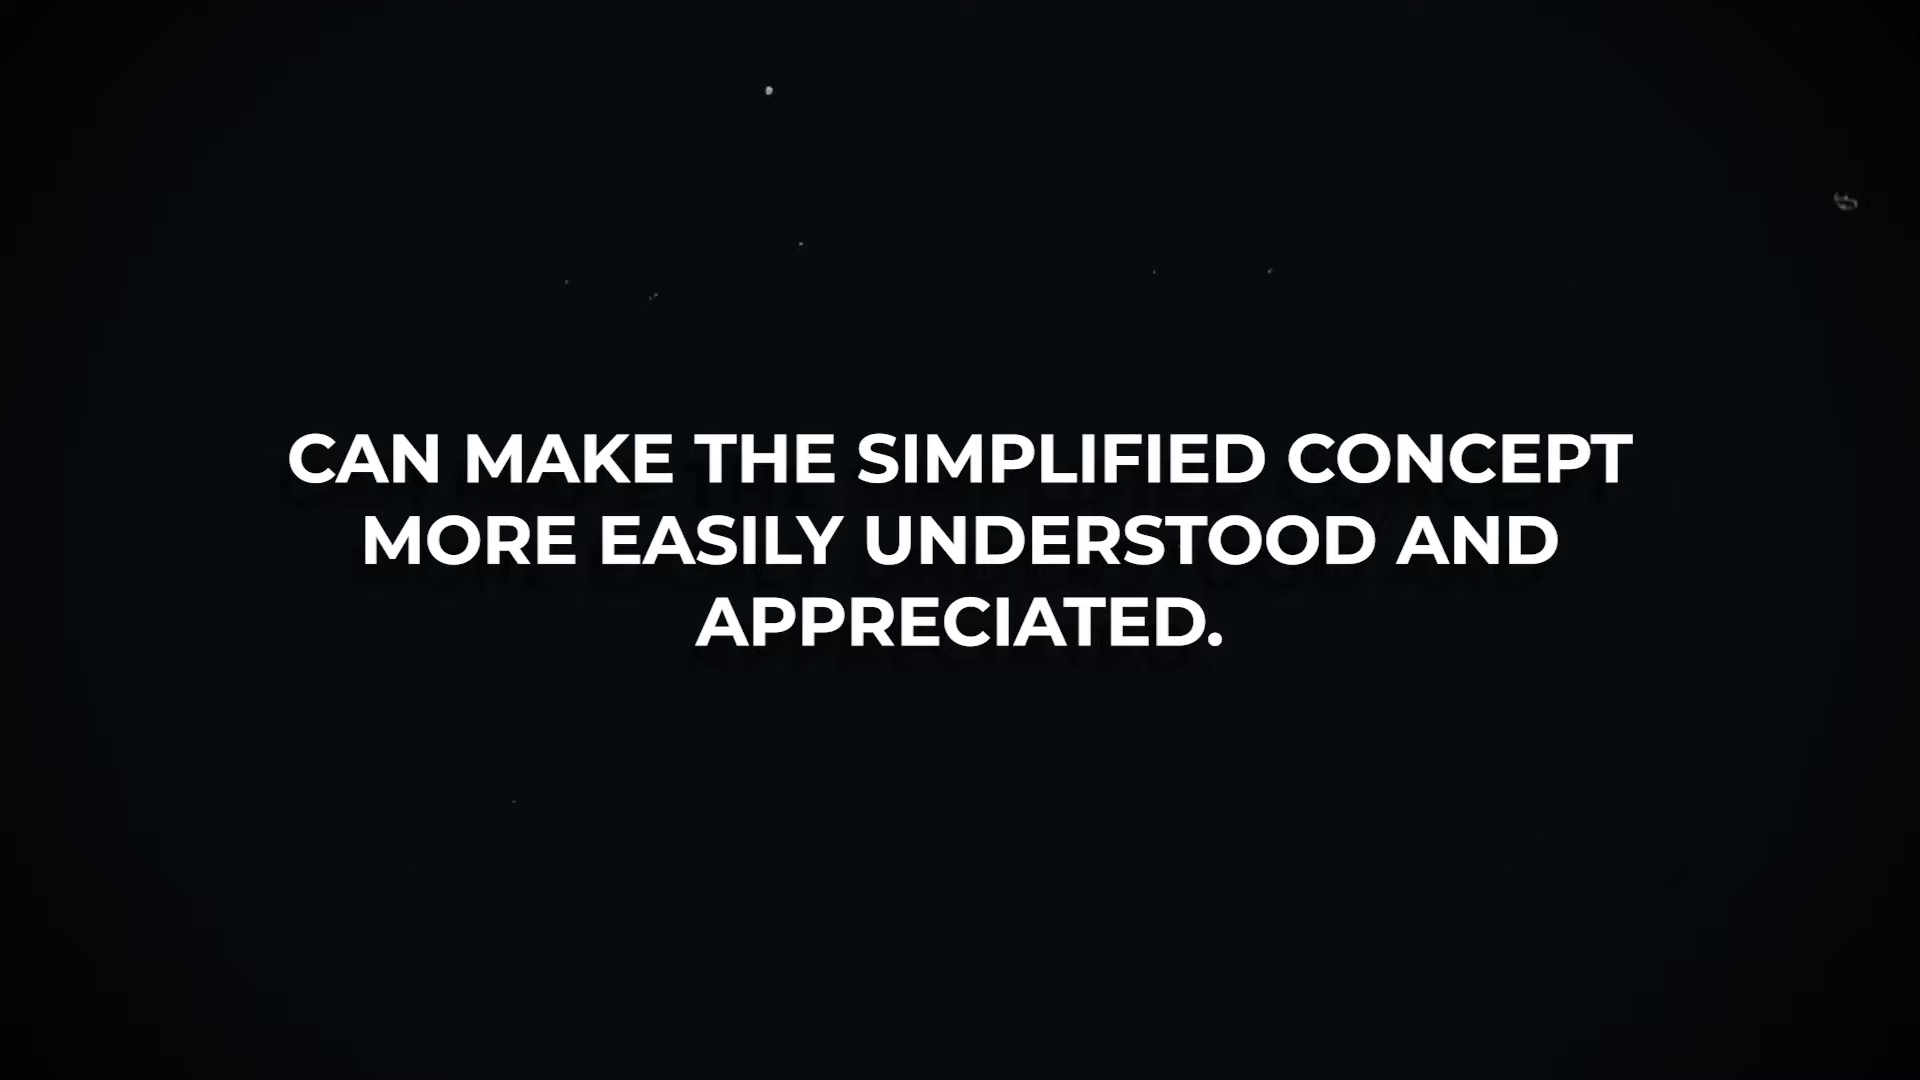 CAN MAKE THE SIMPLIFIED CONCEPT
MORE EASILY UNDERSTOOD AND
APPRECIATED.